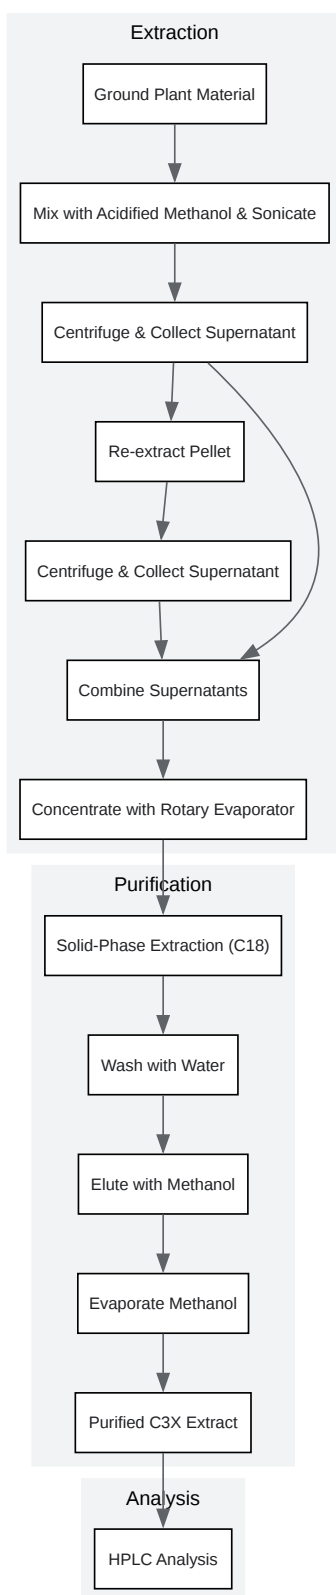 Extraction
Ground Plant Material
Mix with Acidified Methanol & Sonicate
Centrifuge & Collect Supernatant
Re-extract Pellet
Centrifuge & Collect Supernatant
Combine Supernatants
Concentrate with Rotary Evaporator
Purification
Solid-Phase Extraction (C18)
Wash with Water
Elute with Methanol
Evaporate Methanol
Purified C3X Extract
Analysis
HPLC Analysis